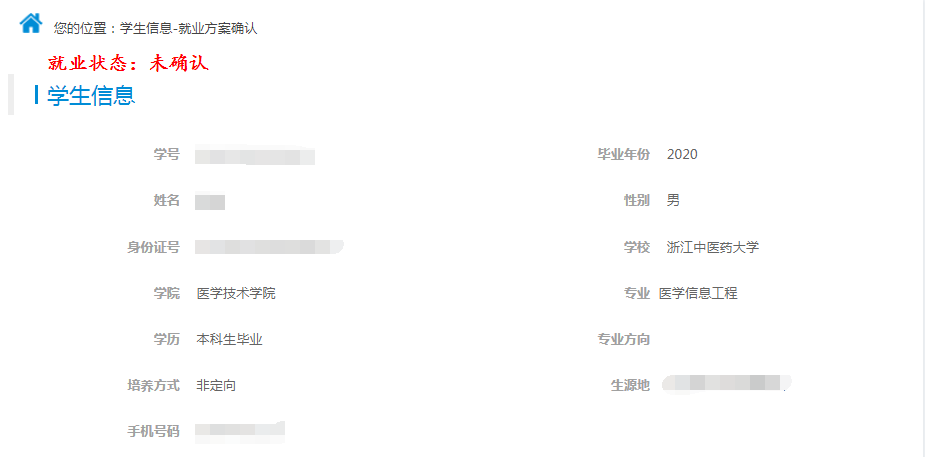 您的位置：学生信息-就业方案确认
就业状态：未确认
学生信息
学号
毕业年份 2020
姓名
性别 男
身份证号
学校 浙江中医药大学
学院 医学技术学院
专业 医学信息工程
学历 本科生毕业
专业方向
培养方式 非定向
生源地
手机号码